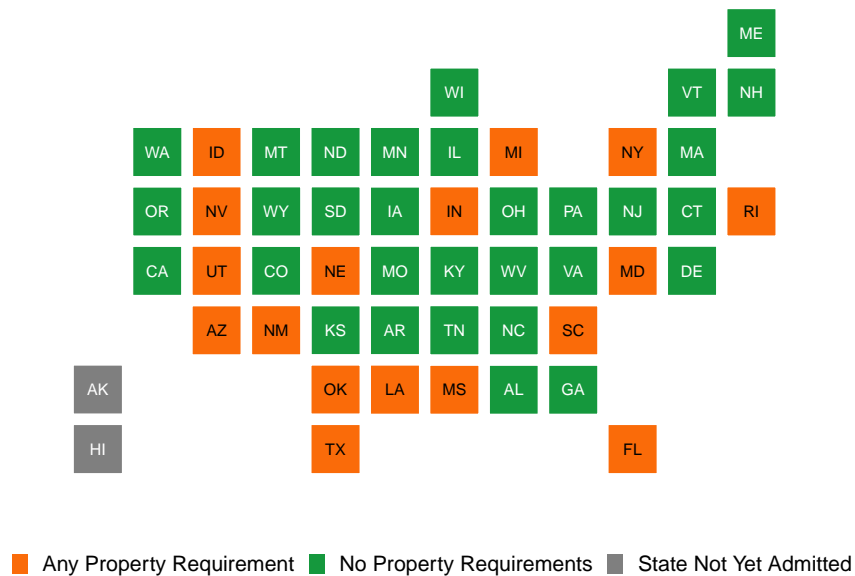 ME
WI VT NH
WA ID MT ND MN IL MI NY MA
OR NV WY SD IA IN OH PA NJ CT RI
CA UT CO NE MO KY WV VA MD DE
AZ NM KS AR TN NC SC
AK OK LA MS AL GA
HI TX FL
Any Property Requirement No Property Requirements State Not Yet Admitted